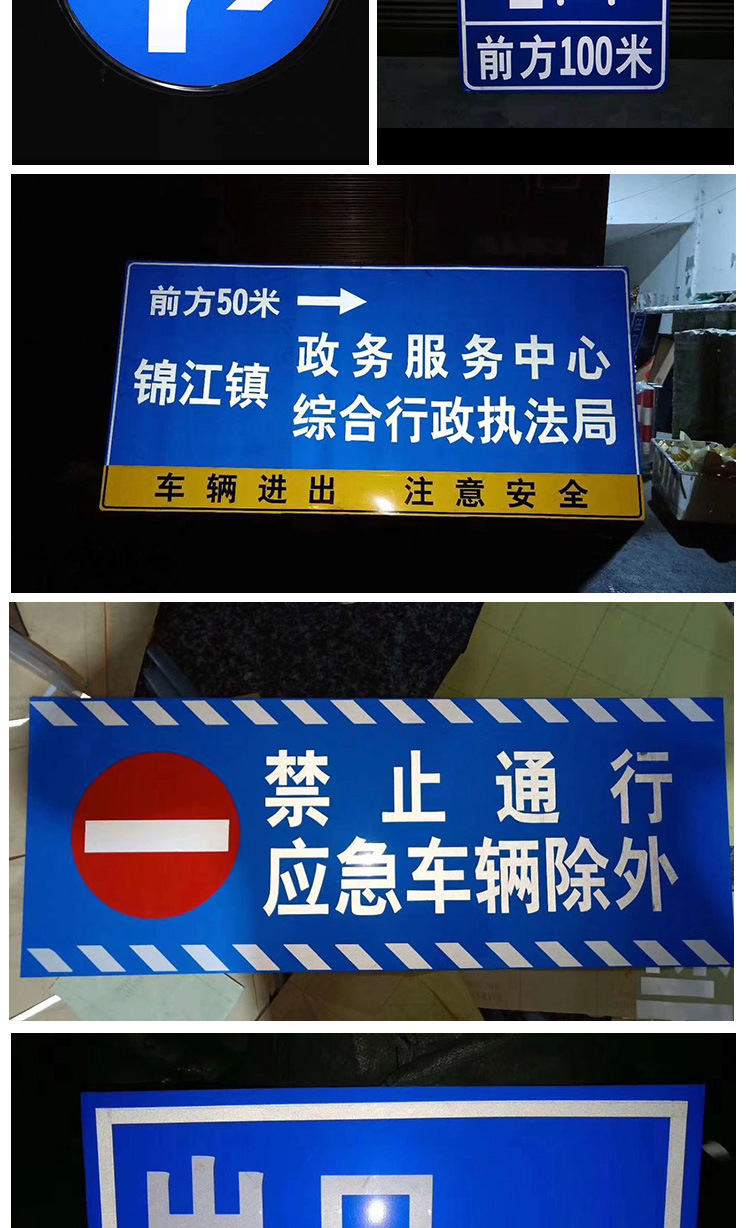 前方100米
前方50米
锦江镇
政务服务中心
综合行政执法局
车辆进出 注意安全
禁止通行
应急车辆除外